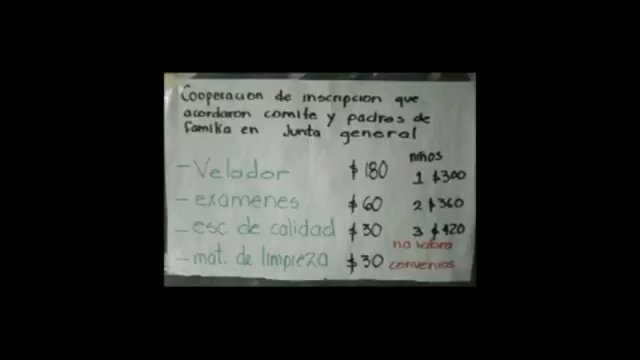 Cooperacion de inscripcion que
acordaron comite y padres de
familia en Junta general
- Velador $180
- examenes $60
- esc de calidad $30
- mat. de limpieza $30
niños
1 $300
2 $360
3 $420
no habra
convenios